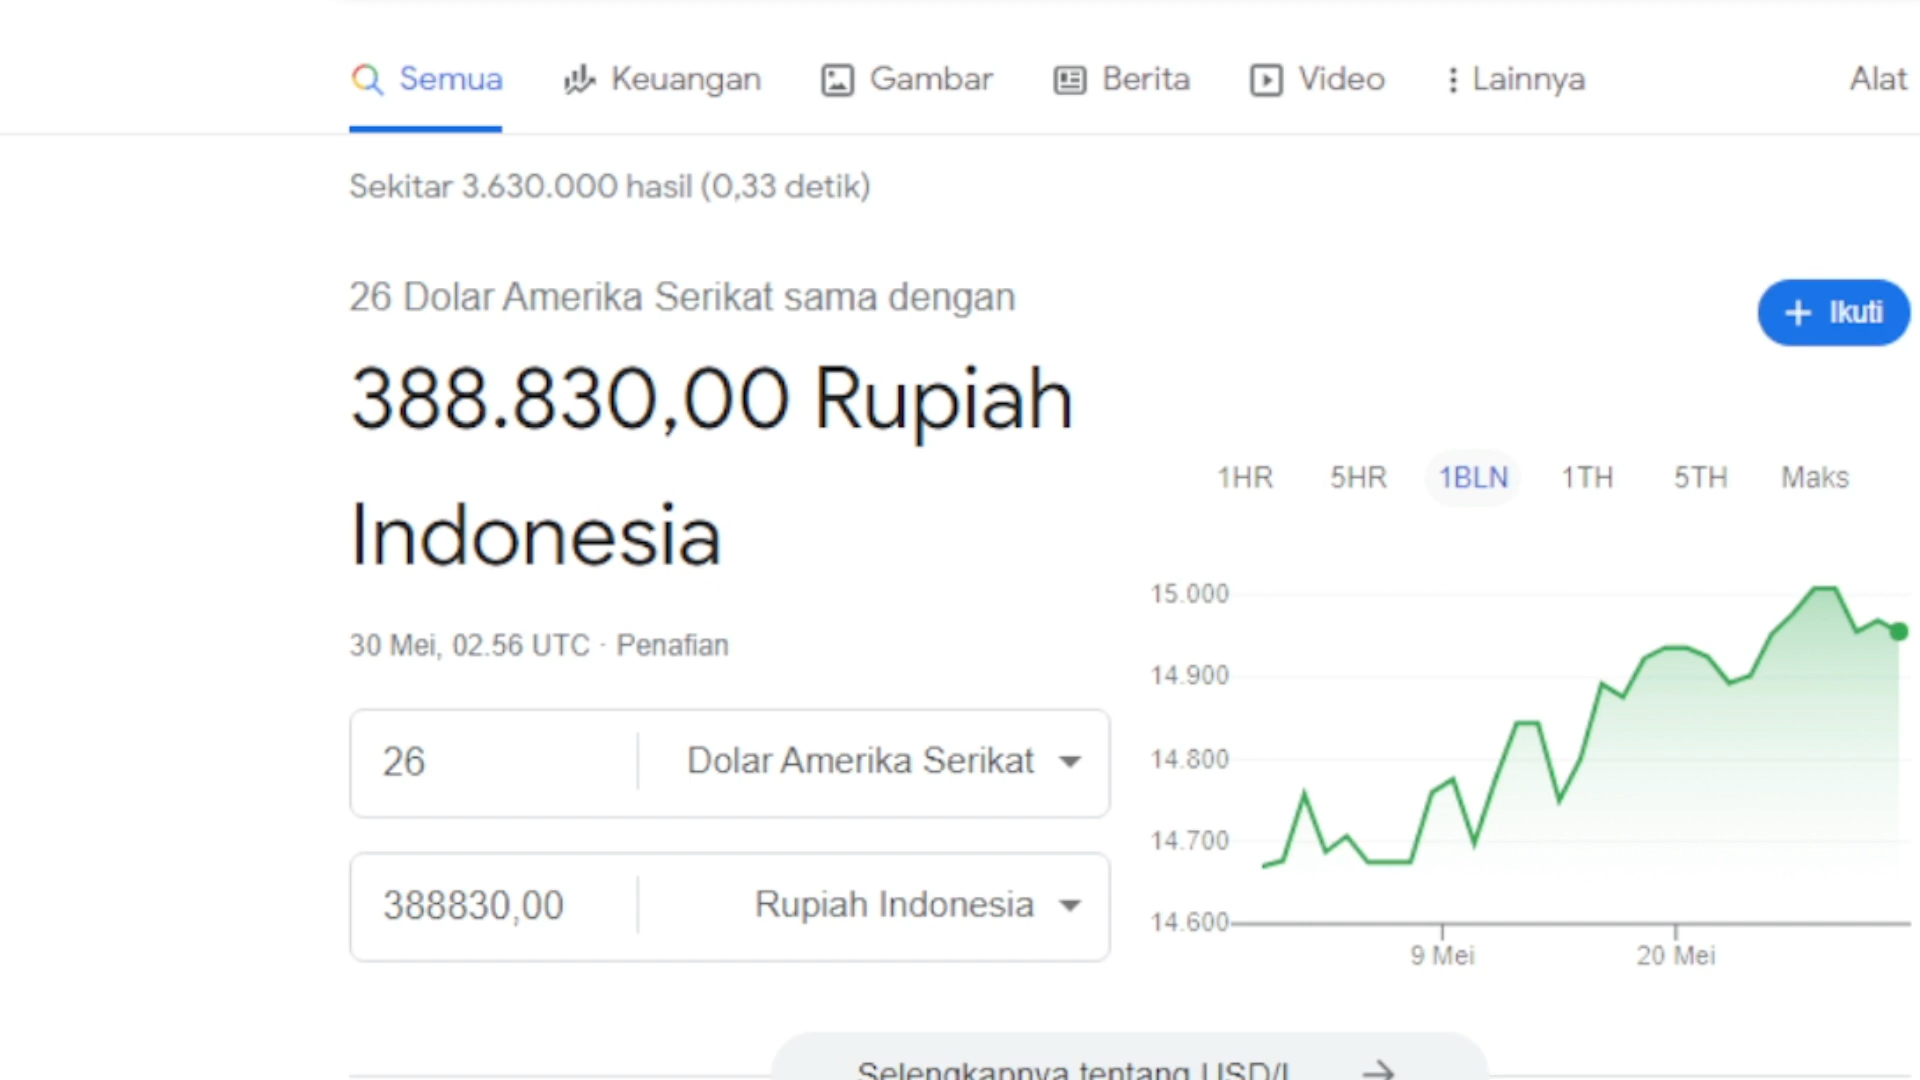 Semua Keuangan Gambar Berita Video Lainnya Alat
Sekitar 3.630.000 hasil (0,33 detik)
26 Dolar Amerika Serikat sama dengan
+ Ikuti
388.830,00 Rupiah
Indonesia
30 Mei, 02.56 UTC · Penafian
26 Dolar Amerika Serikat
388830,00 Rupiah Indonesia
1HR 5HR 1BLN 1TH 5TH Maks
15.000
14.900
14.800
14.700
14.600
9 Mei 20 Mei
Selengkapnya tentang USD/I